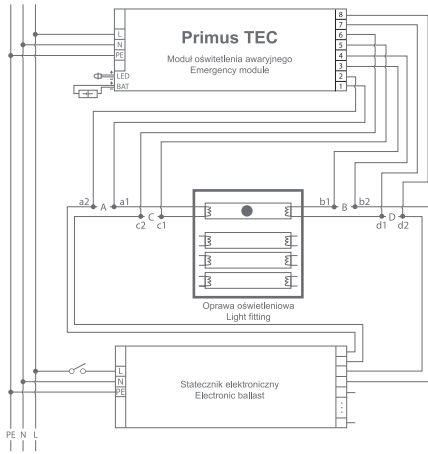 Primus TEC
Moduł oświtetlenia awaryjnego
Emergency module
L
N
PE
LED
BAT
+
-
+
-
8
7
6
5
4
3
2
1
a2 A a1
b1 B b2
c2 C c1
d1 D d2
Oprawa oświetleniowa
Light fitting
Statecznik elektroniczny
Electronic ballast
L
N
PE
PE N L